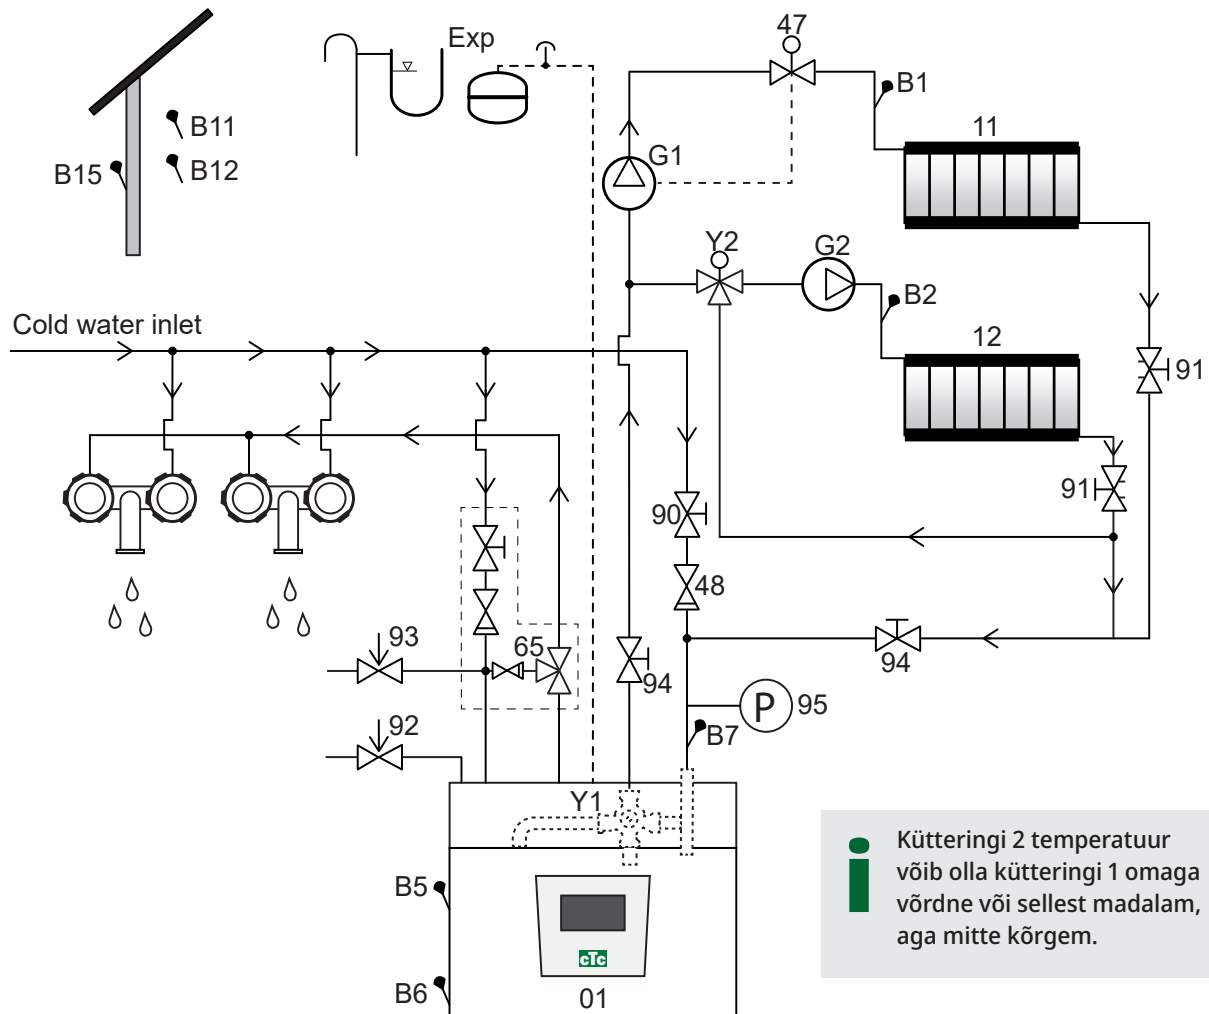 47
Exp
B1
B11
11
G1
B12
B15
Y2
G2
B2
Cold water inlet
12
91
91
90
48
93
65
94
94
P
95
92
B7
Y1
Kütteringi 2 temperatuur
võib olla kütteringi 1 omaga
võrdne või sellest madalam,
aga mitte kõrgem.
i
B5
cTc
B6
01